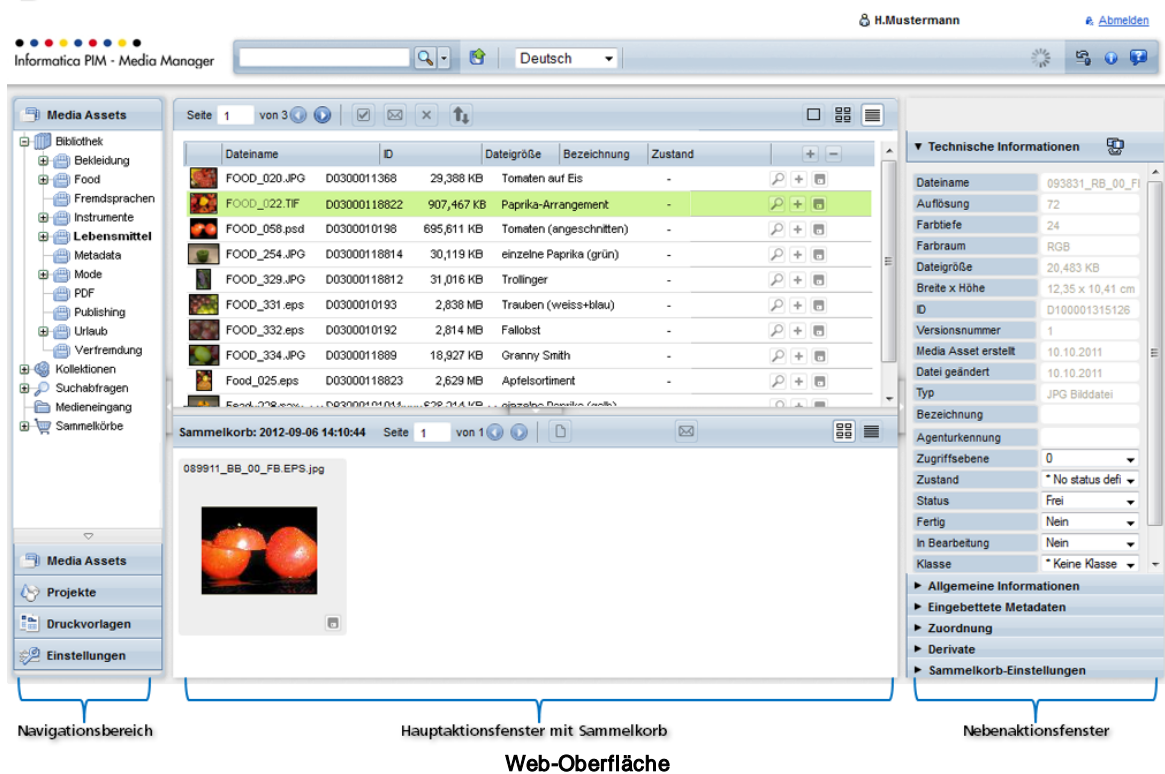 H.Mustermann
Abmelden
Informatica PIM - Media Manager
Deutsch
Media Assets
Bibliothek
Bekleidung
Food
Fremdsprachen
Instrumente
Lebensmittel
Metadata
Mode
PDF
Publishing
Urlaub
Verfremdung
Kollektionen
Suchabfragen
Medieneingang
Sammelkörbe
Media Assets
Projekte
Druckvorlagen
Einstellungen
Seite 1 von 3
Dateiname ID Dateigröße Bezeichnung Zustand
FOOD_020.JPG D0300011368 29,388 KB Tomaten auf Eis -
FOOD_022.TIF D03000118822 907,467 KB Paprika-Arrangement -
FOOD_058.psd D0300010198 695,611 KB Tomaten (angeschnitten) -
FOOD_254.JPG D03000118814 30,119 KB einzelne Paprika (grün) -
FOOD_329.JPG D03000118812 31,016 KB Trollinger -
FOOD_331.eps D0300010193 2,838 MB Trauben (weiss+blau) -
FOOD_332.eps D0300010192 2,814 MB Fallobst -
FOOD_334.JPG D0300011889 18,927 KB Granny Smith -
Food_025.eps D03000118823 2,629 MB Apfelsortiment -
einzelne Paprika (gelb)
Sammelkorb: 2012-09-06 14:10:44 Seite 1 von 1
089911_BB_00_FB.EPS.jpg
Technische Informationen
Dateiname 093831_RB_00_F
Auflösung 72
Farbtiefe 24
Farbraum RGB
Dateigröße 20,483 KB
Breite x Höhe 12,35 x 10,41 cm
ID D100001315126
Versionsnummer 1
Media Asset erstellt 10.10.2011
Datei geändert 10.10.2011
Typ JPG Bilddatei
Bezeichnung
Agenturkennung
Zugriffsebene 0
Zustand * No status defi
Status Frei
Fertig Nein
In Bearbeitung Nein
Klasse * Keine Klasse
Allgemeine Informationen
Eingebettete Metadaten
Zuordnung
Derivate
Sammelkorb-Einstellungen
Navigationsbereich
Hauptaktionsfenster mit Sammelkorb
Nebenaktionsfenster
Web-Oberfläche